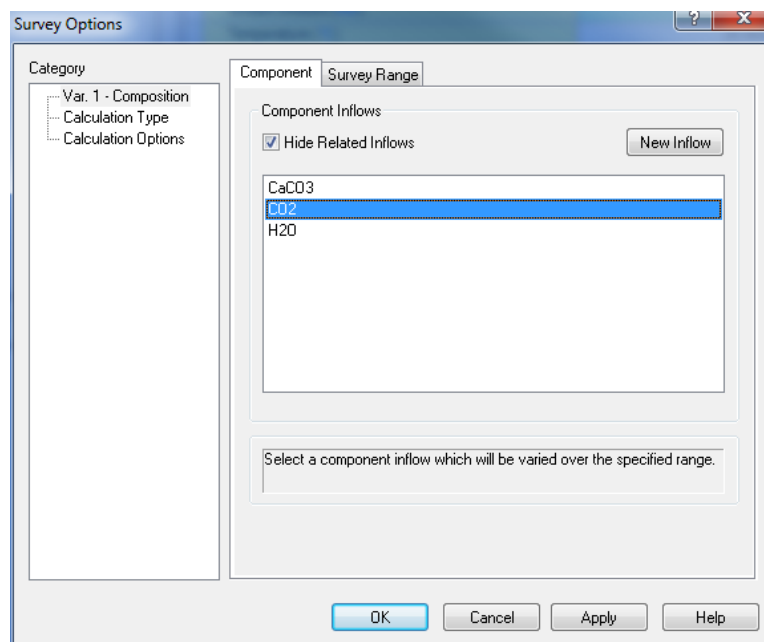 Survey Options
Category
Var. 1 - Composition
Calculation Type
Calculation Options
Component
Survey Range
Component Inflows
Hide Related Inflows
New Inflow
CaCO3
CO2
H2O
Select a component inflow which will be varied over the specified range.
OK
Cancel
Apply
Help